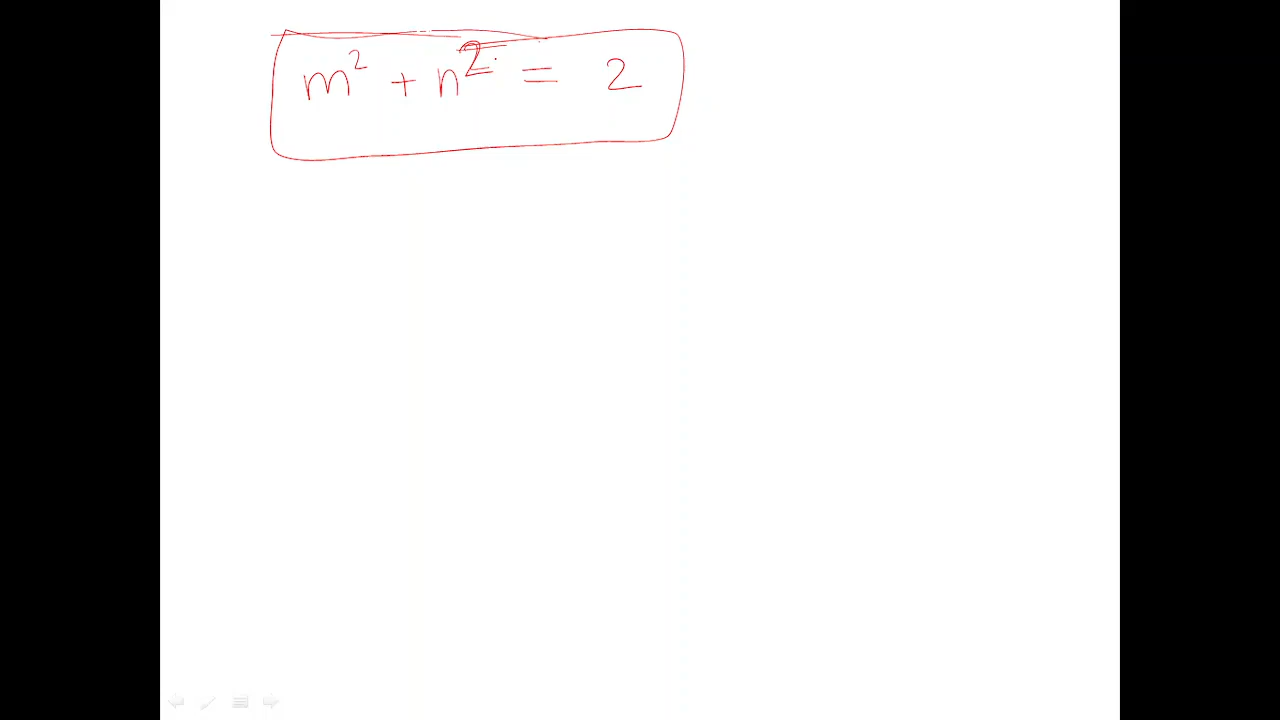 m² + n² = 2